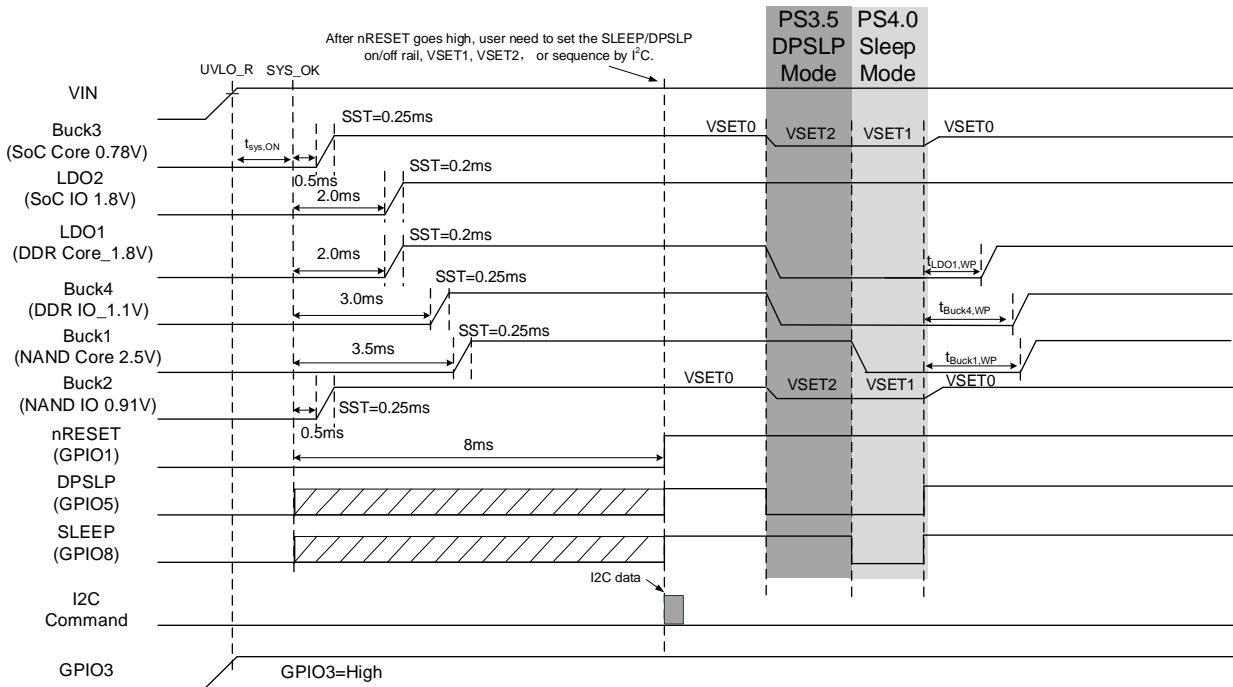 PS3.5
DPSLP
Mode
PS4.0
Sleep
Mode
After nRESET goes high, user need to set the SLEEP/DPSLP
on/off rail, VSET1, VSET2, or sequence by I²C.
UVLO_R
SYS_OK
VIN
Buck3
(SoC Core 0.78V)
tsys,ON
0.5ms
SST=0.25ms
VSET0
VSET2
VSET1
VSET0
LDO2
(SoC IO 1.8V)
2.0ms
SST=0.2ms
LDO1
(DDR Core_1.8V)
2.0ms
SST=0.2ms
tLDO1,WP
Buck4
(DDR IO_1.1V)
3.0ms
SST=0.25ms
tBuck4,WP
Buck1
(NAND Core 2.5V)
3.5ms
SST=0.25ms
tBuck1,WP
Buck2
(NAND IO 0.91V)
0.5ms
SST=0.25ms
VSET0
VSET2
VSET1
VSET0
nRESET
(GPIO1)
8ms
DPSLP
(GPIO5)
SLEEP
(GPIO8)
I2C data
I2C
Command
GPIO3
GPIO3=High